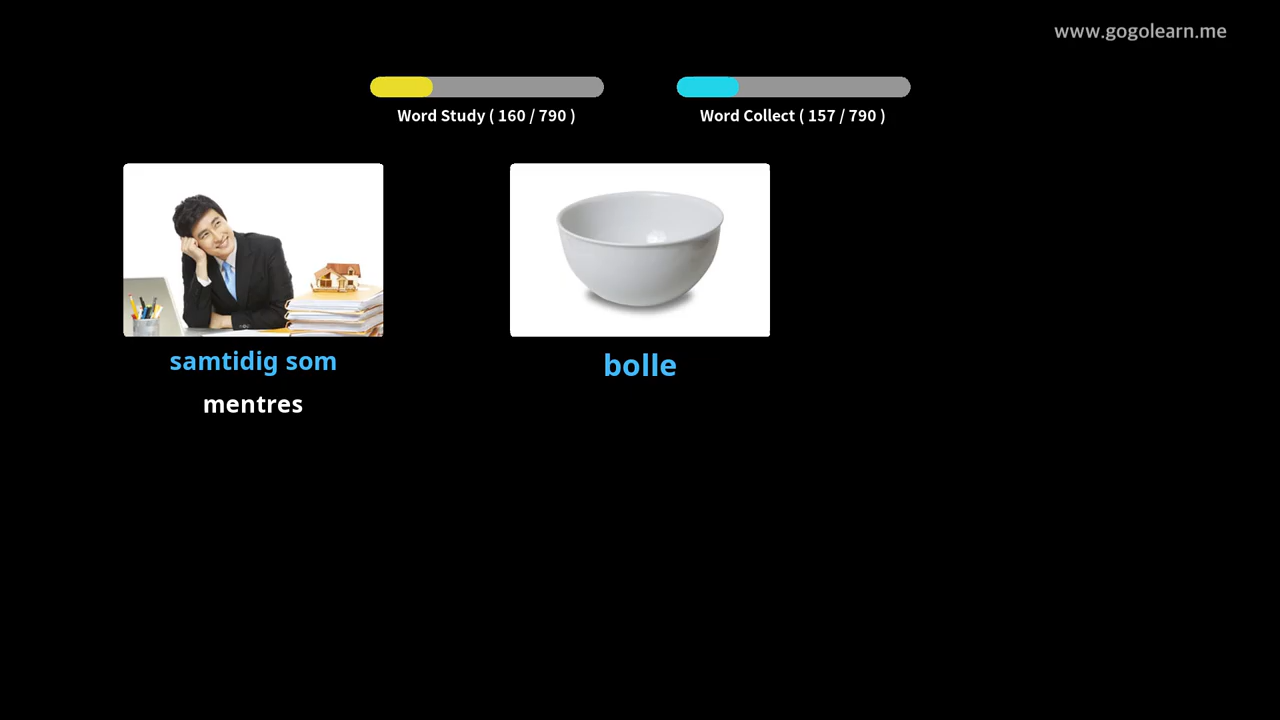 www.gogolearn.me
Word Study ( 160 / 790 )
Word Collect ( 157 / 790 )
samtidig som
mentres
bolle